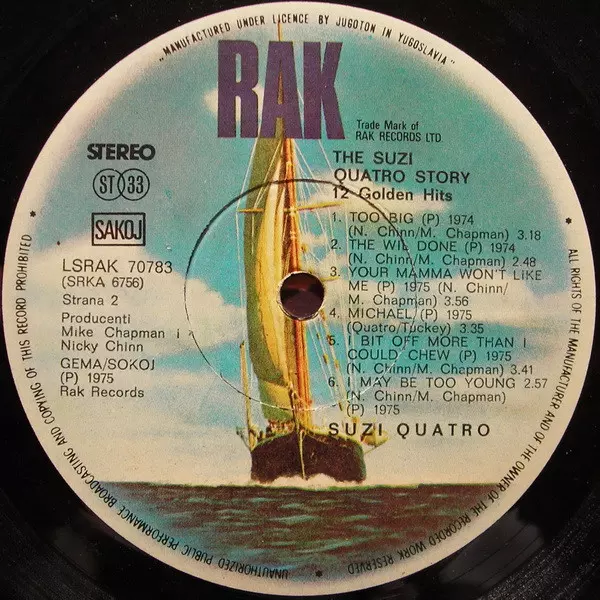 „MANUFACTURED UNDER LICENCE BY JUGOTON IN YUGOSLAVIA"
RAK
Trade Mark of
RAK RECORDS LTD
STEREO
ST 33
SAKOJ
LSRAK 70783
(SRKA 6756)
Strana 2
Producenti
Mike Chapman i
Nicky Chinn
GEMA/SOKOJ
(P) 1975
Rak Records
THE SUZI
QUATRO STORY
12 Golden Hits
1. TOO BIG (P) 1974
(N. Chinn/M. Chapman) 3.18
2. THE WIL DONE (P) 1974
(N. Chinn/M. Chapman) 2.48
3. YOUR MAMMA WON'T LIKE
ME (P) 1975 (N. Chinn/
M. Chapman) 3.56
4. MICHAEL (P) 1975
(Quatro/Tuckey) 3.35
5. I BIT OFF MORE THAN I
COULD CHEW (P) 1975
(N. Chinn/M. Chapman) 3.41
6. I MAY BE TOO YOUNG 2.57
(N. Chinn/M. Chapman)
(P) 1975
SUZI QUATRO
* ALL RIGHTS OF THE MANUFACTURER AND OF THE OWNER OF THE RECORDED WORK RESERVED *
UNAUTHORIZED PUBLIC PERFORMANCE BROADCASTING AND COPYING OF THIS RECORD PROHIBITED *